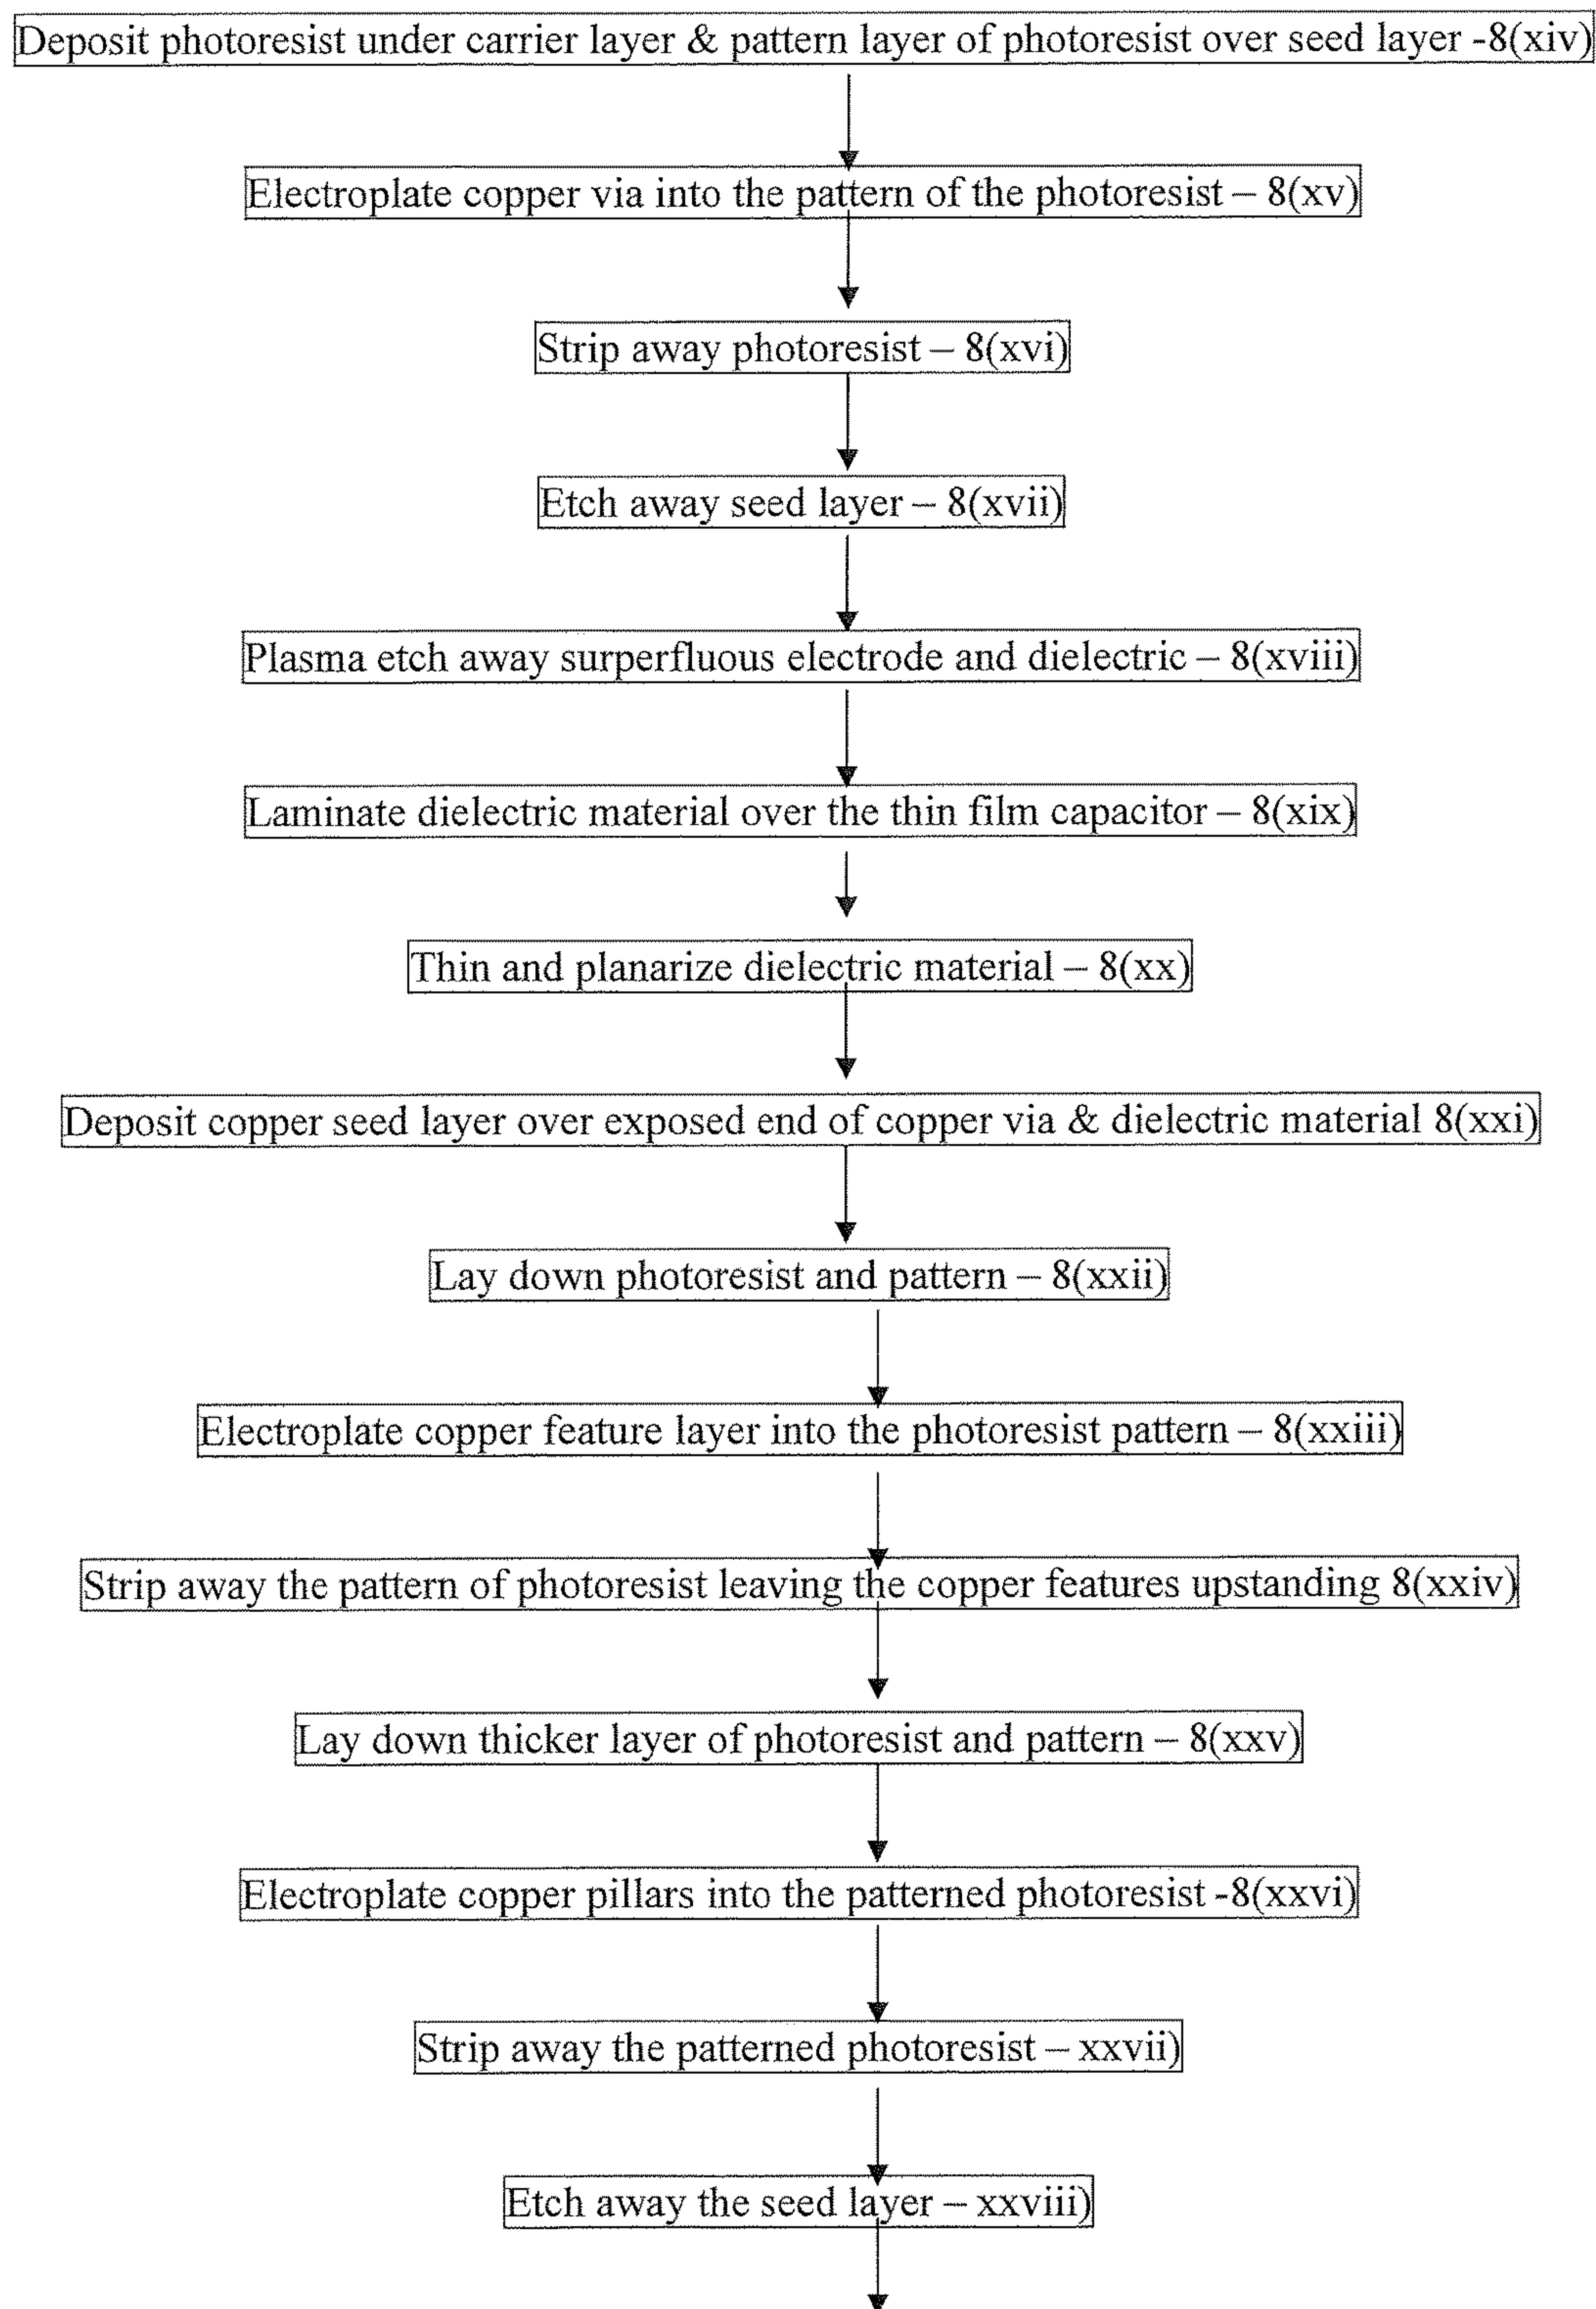 Deposit photoresist under carrier layer & pattern layer of photoresist over seed layer -8(xiv)
Electroplate copper via into the pattern of the photoresist – 8(xv)
Strip away photoresist – 8(xvi)
Etch away seed layer – 8(xvii)
Plasma etch away surperfluous electrode and dielectric – 8(xviii)
Laminate dielectric material over the thin film capacitor – 8(xix)
Thin and planarize dielectric material – 8(xx)
Deposit copper seed layer over exposed end of copper via & dielectric material 8(xxi)
Lay down photoresist and pattern – 8(xxii)
Electroplate copper feature layer into the photoresist pattern – 8(xxiii)
Strip away the pattern of photoresist leaving the copper features upstanding 8(xxiv)
Lay down thicker layer of photoresist and pattern – 8(xxv)
Electroplate copper pillars into the patterned photoresist -8(xxvi)
Strip away the patterned photoresist – xxvii)
Etch away the seed layer – xxviii)